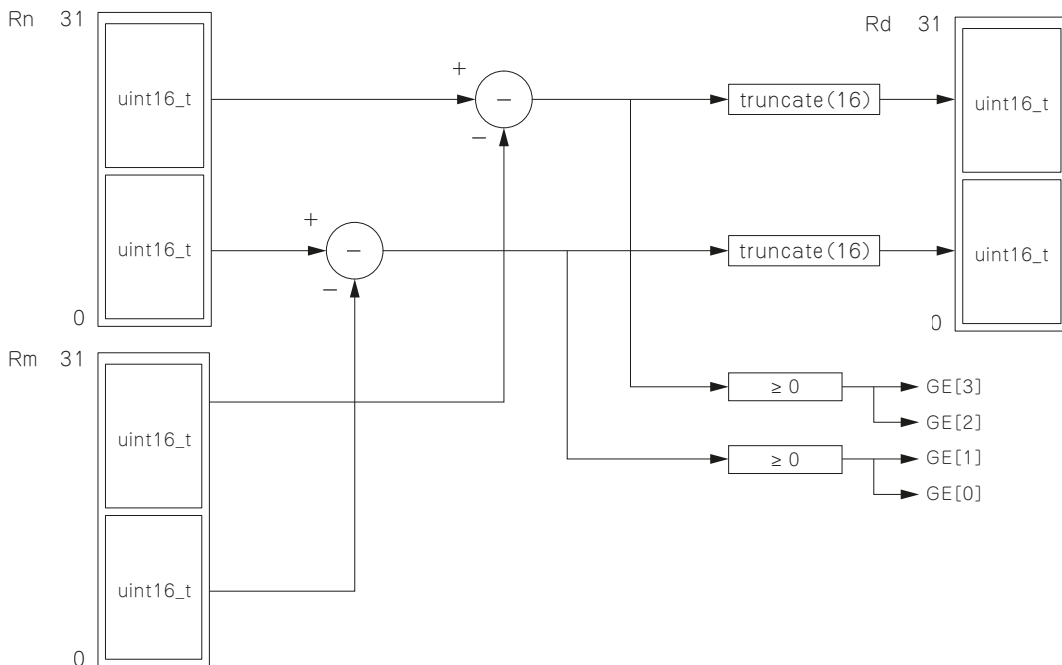 Rn 31
Rd 31
+
uint16_t
−
truncate(16)
uint16_t
−
+
uint16_t
−
truncate(16)
uint16_t
−
0
0
Rm 31
≥ 0
GE[3]
GE[2]
uint16_t
≥ 0
GE[1]
GE[0]
uint16_t
0